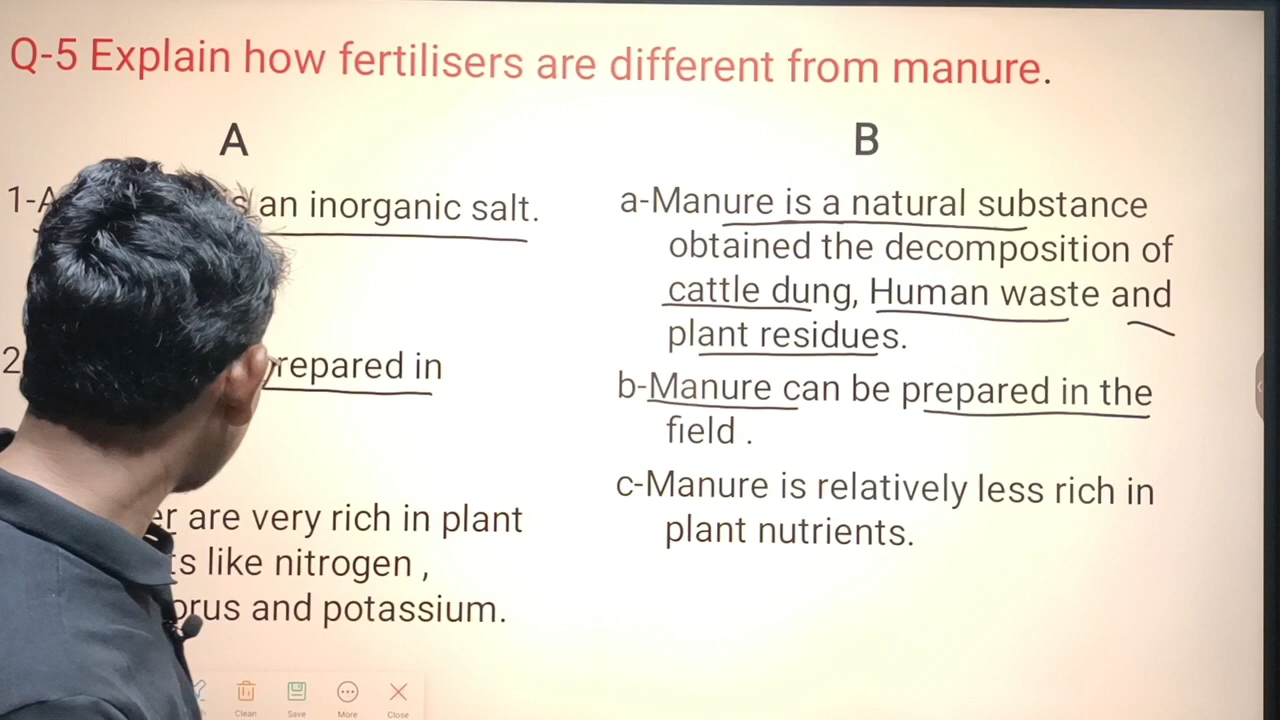 Q-5 Explain how fertilisers are different from manure.
A
B
1-A an inorganic salt.
2 repared in
er are very rich in plant
ts like nitrogen ,
orus and potassium.
a-Manure is a natural substance
obtained the decomposition of
cattle dung, Human waste and
plant residues.
b-Manure can be prepared in the
field .
c-Manure is relatively less rich in
plant nutrients.
Clean Save More Close